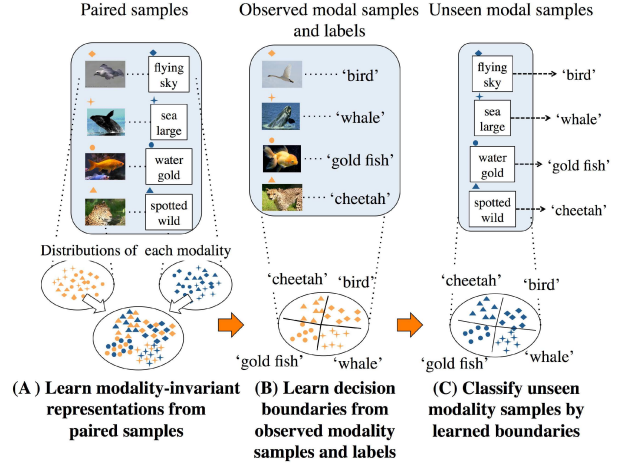 Paired samples
flying
sky
sea
large
water
gold
spotted
wild
Distributions of each modality
(A ) Learn modality-invariant
representations from
paired samples
Observed modal samples
and labels
‘bird’
‘whale’
‘gold fish’
‘cheetah’
‘cheetah’ ‘bird’
‘gold fish’ ‘whale’
(B) Learn decision
boundaries from
observed modality
samples and labels
Unseen modal samples
flying
sky
‘bird’
sea
large
‘whale’
water
gold
‘gold fish’
spotted
wild
‘cheetah’
‘cheetah’ ‘bird’
‘gold fish’ ‘whale’
(C) Classify unseen
modality samples by
learned boundaries